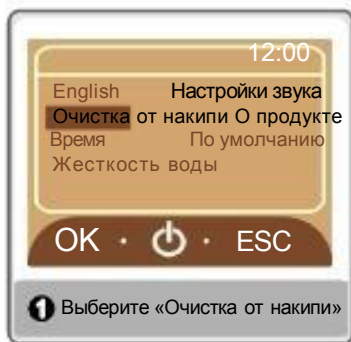 12:00
English Настройки звука
Очистка от накипи О продукте
Время По умолчанию
Жесткость воды
OK · · ESC
1 Выберите «Очистка от накипи»